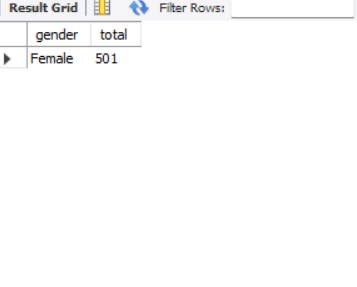 Result Grid Filter Rows:
gender total
Female 501